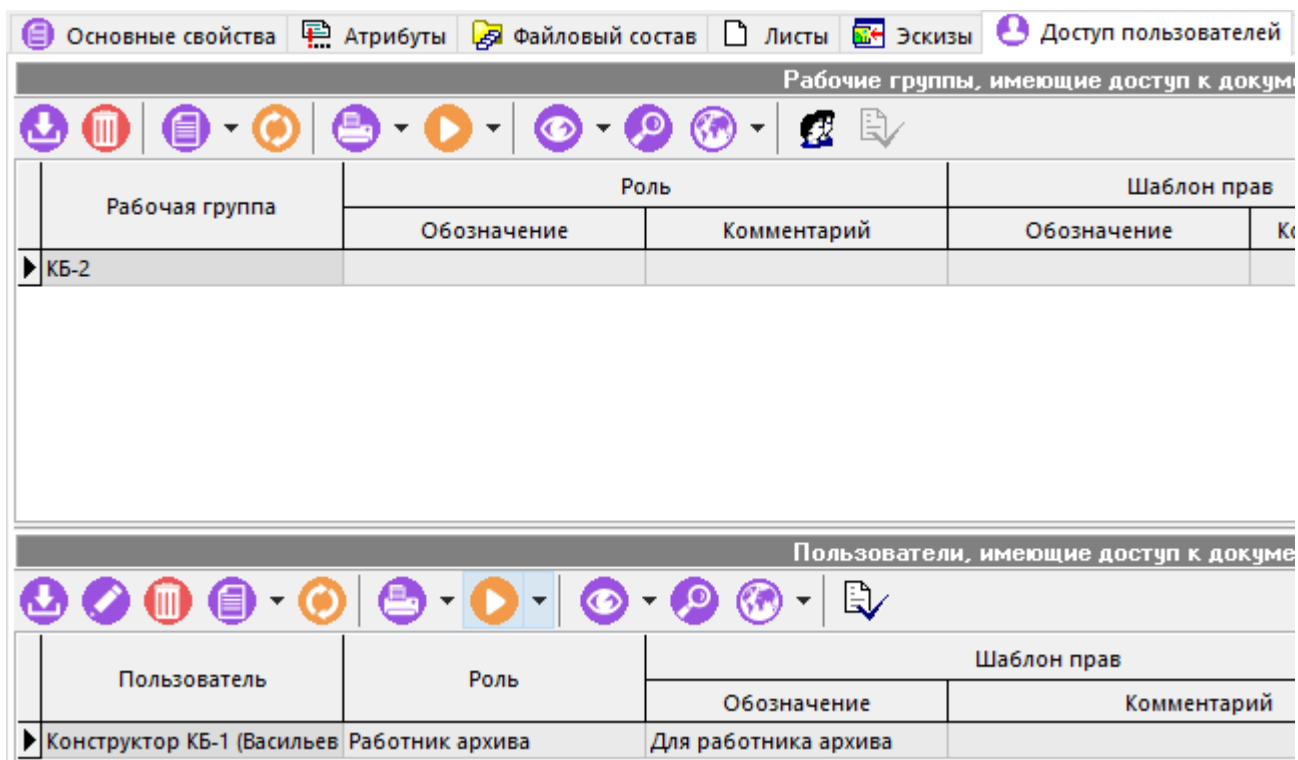 Основные свойства Атрибуты Файловый состав Листы Эскизы Доступ пользователей
Рабочие группы, имеющие доступ к докум
Рабочая группа Роль Шаблон прав
Обозначение Комментарий Обозначение Ко
КБ-2
Пользователи, имеющие доступ к докуме
Пользователь Роль Шаблон прав
Обозначение Комментарий
Конструктор КБ-1 (Васильев Работник архива Для работника архива